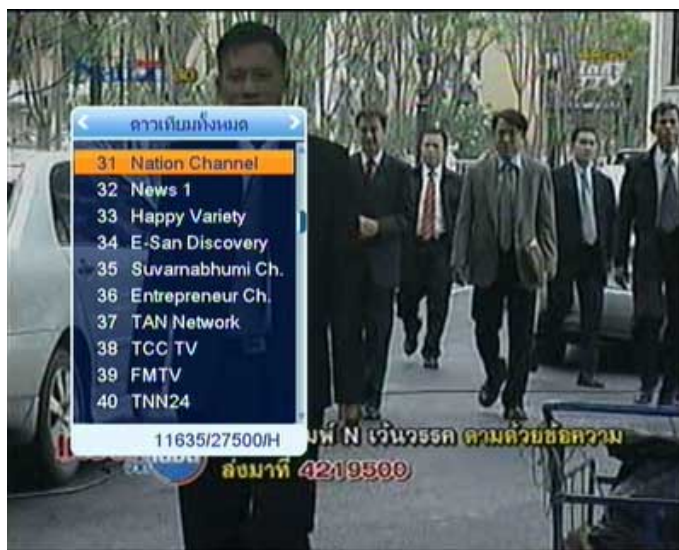 Nation
ดาวเทียมทั้งหมด
31 Nation Channel
32 News 1
33 Happy Variety
34 E-San Discovery
35 Suvarnabhumi Ch.
36 Entrepreneur Ch.
37 TAN Network
38 TCC TV
39 FMTV
40 TNN24
11635/27500/H
มพ์ N เว้นวรรค ตามด้วยข้อความ
ส่งมาที่ 4219500